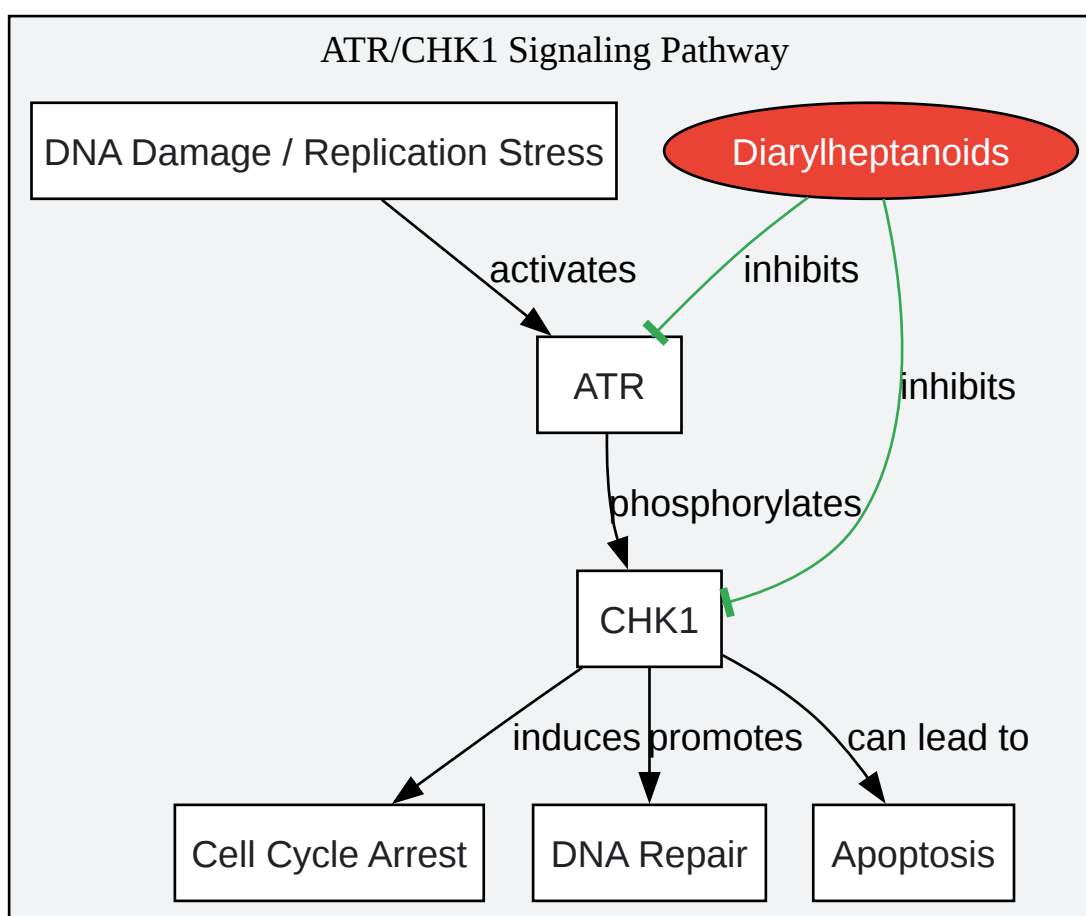 ATR/CHK1 Signaling Pathway
DNA Damage / Replication Stress
Diarylheptanoids
activates
inhibits
ATR
inhibits
phosphorylates
CHK1
induces
promotes
can lead to
Cell Cycle Arrest
DNA Repair
Apoptosis